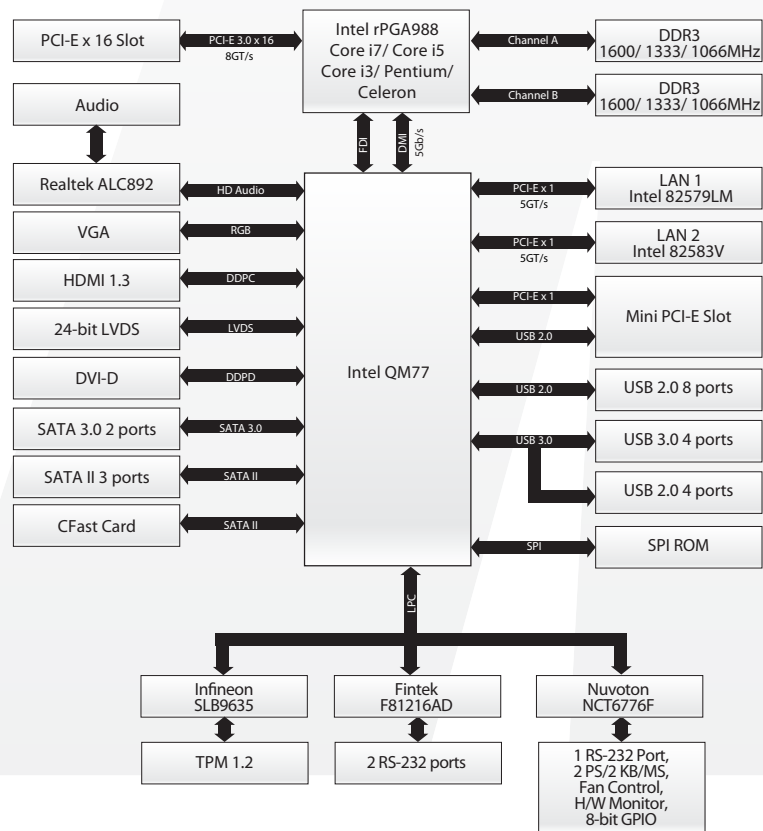 PCI-E x 16 Slot
PCI-E 3.0 x 16
8GT/s
Intel rPGA988
Core i7/ Core i5
Core i3/ Pentium/
Celeron
Channel A
DDR3
1600/ 1333/ 1066MHz
Channel B
DDR3
1600/ 1333/ 1066MHz
Audio
FDI
DMI
5Gb/s
Realtek ALC892
HD Audio
VGA
RGB
HDMI 1.3
DDPC
24-bit LVDS
LVDS
DVI-D
DDPD
SATA 3.0 2 ports
SATA 3.0
SATA II 3 ports
SATA II
CFast Card
SATA II
Intel QM77
PCI-E x 1
5GT/s
LAN 1
Intel 82579LM
PCI-E x 1
5GT/s
LAN 2
Intel 82583V
PCI-E x 1
USB 2.0
Mini PCI-E Slot
USB 2.0
USB 2.0 8 ports
USB 3.0
USB 3.0 4 ports
USB 2.0 4 ports
SPI
SPI ROM
LPC
Infineon
SLB9635
TPM 1.2
Fintek
F81216AD
2 RS-232 ports
Nuvoton
NCT6776F
1 RS-232 Port,
2 PS/2 KB/MS,
Fan Control,
H/W Monitor,
8-bit GPIO